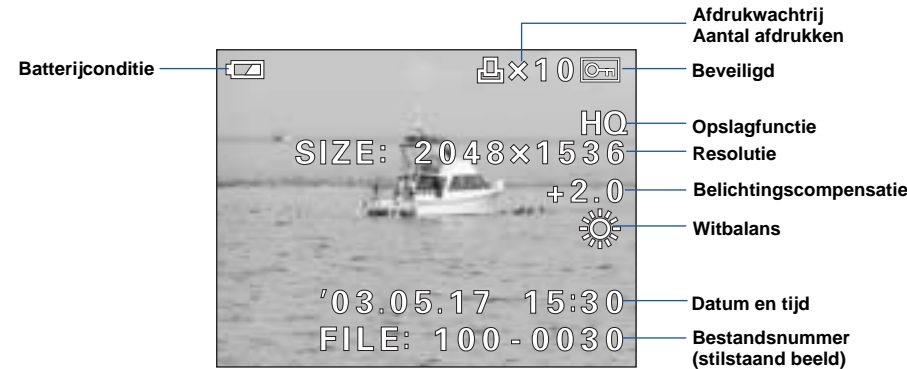 Afdrukwachtrij
Aantal afdrukken
Batterijconditie
×10
Beveiligd
HQ
Opslagfunctie
SIZE: 2048×1536
Resolutie
+2.0
Belichtingscompensatie
Witbalans
'03.05.17 15:30
Datum en tijd
FILE: 100-0030
Bestandsnummer
(stilstaand beeld)